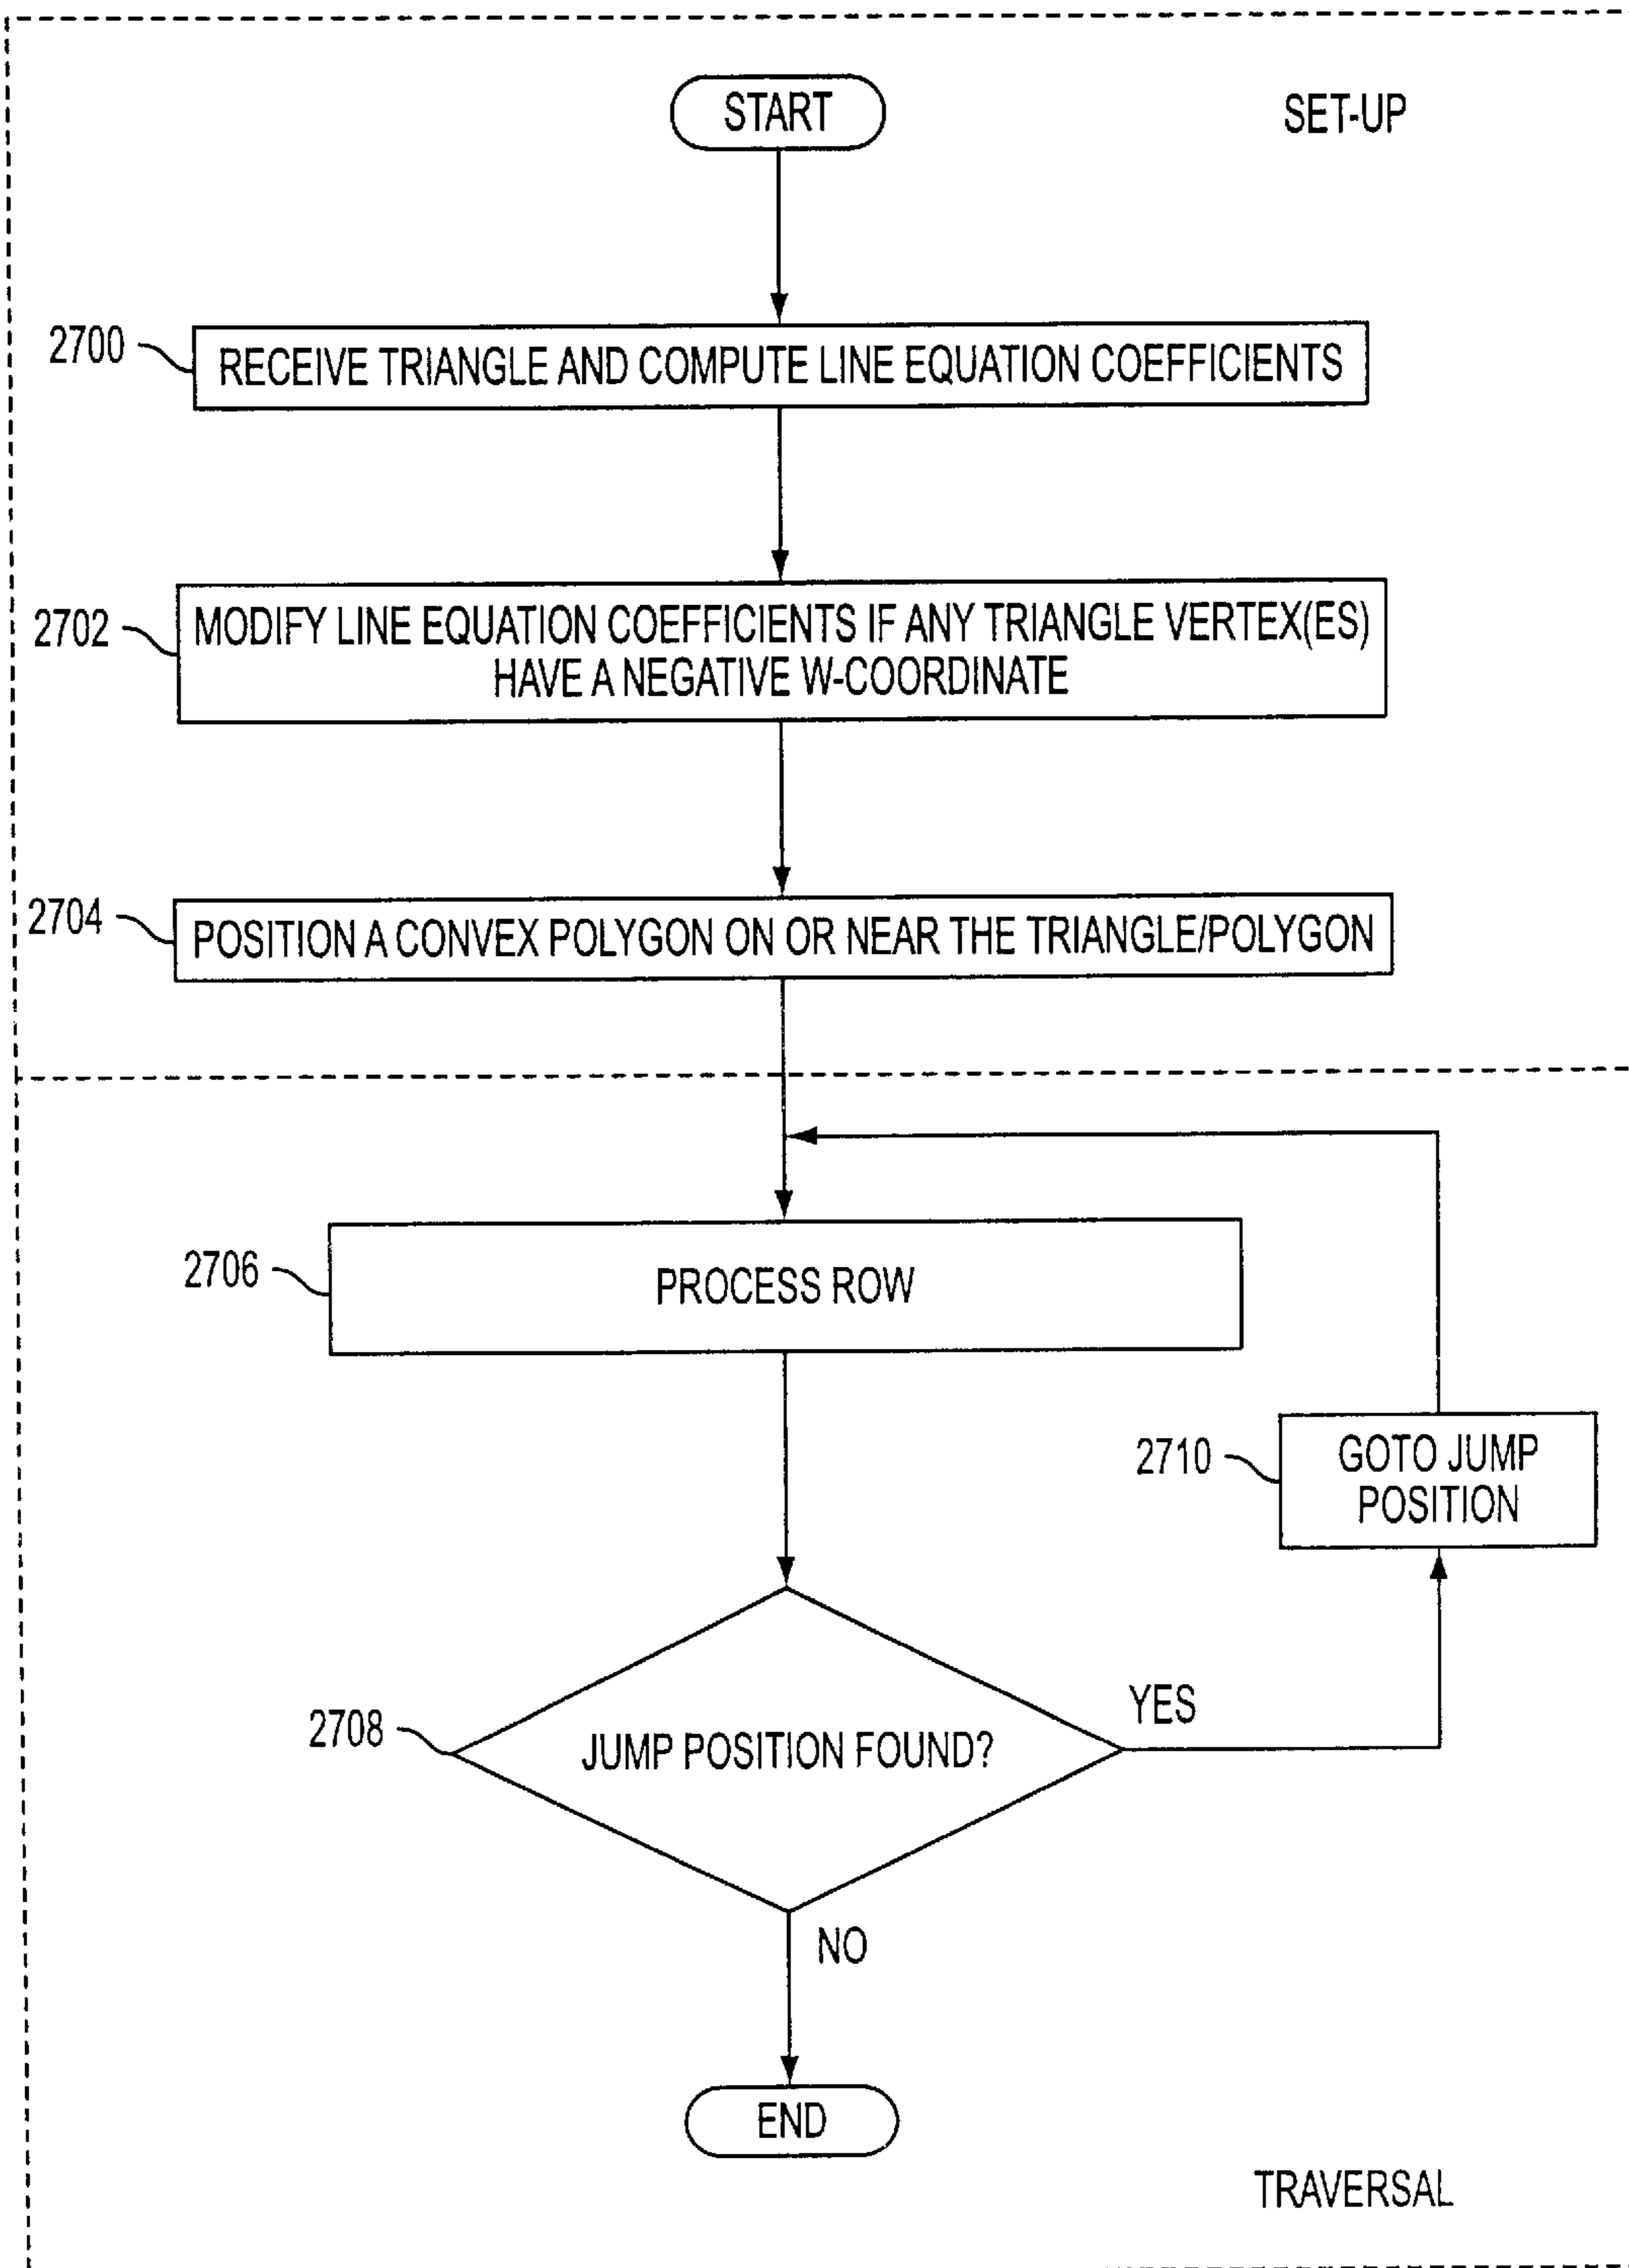 START
SET-UP
2700
RECEIVE TRIANGLE AND COMPUTE LINE EQUATION COEFFICIENTS
2702
MODIFY LINE EQUATION COEFFICIENTS IF ANY TRIANGLE VERTEX(ES)
HAVE A NEGATIVE W-COORDINATE
2704
POSITION A CONVEX POLYGON ON OR NEAR THE TRIANGLE/POLYGON
2706
PROCESS ROW
2710
GOTO JUMP
POSITION
2708
JUMP POSITION FOUND?
YES
NO
END
TRAVERSAL